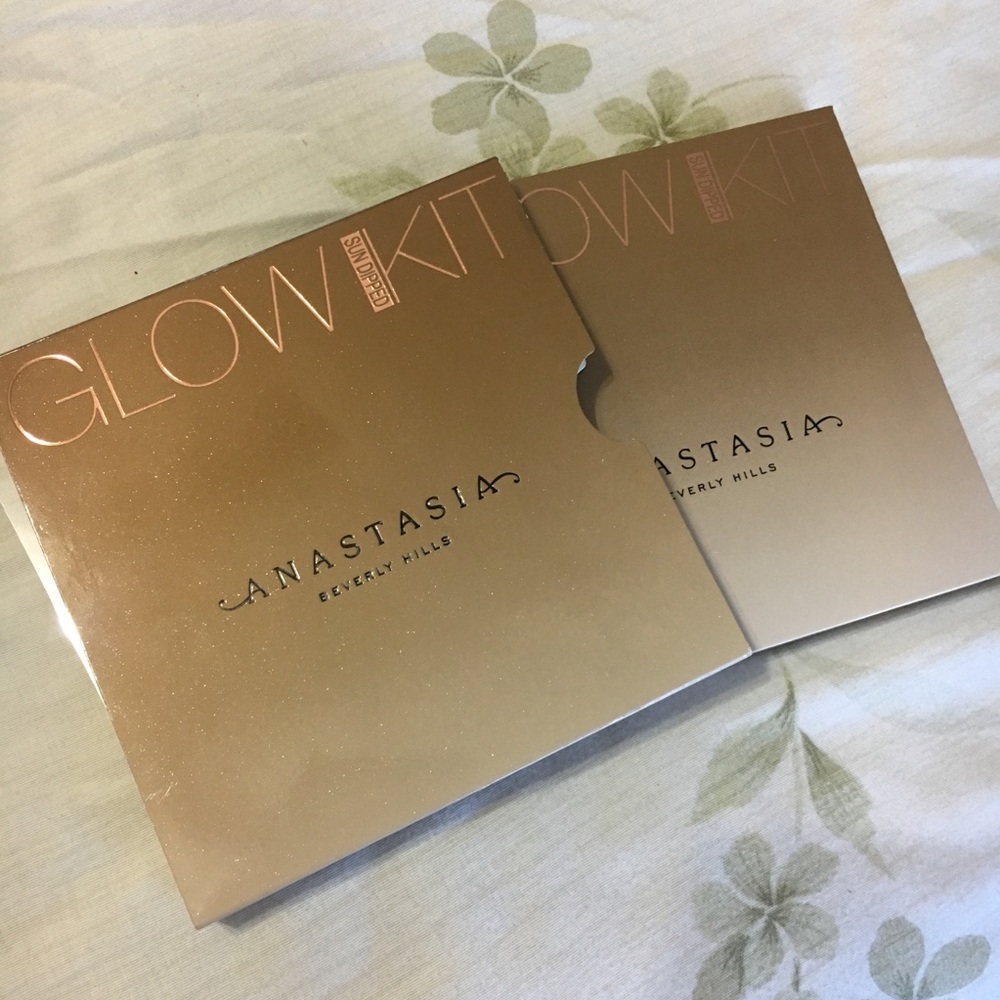 GLOW KIT
SUN DIPPED
ANASTASIA
BEVERLY HILLS
OW KIT
SUN DIPPED
ASTASIA
EVERLY HILLS